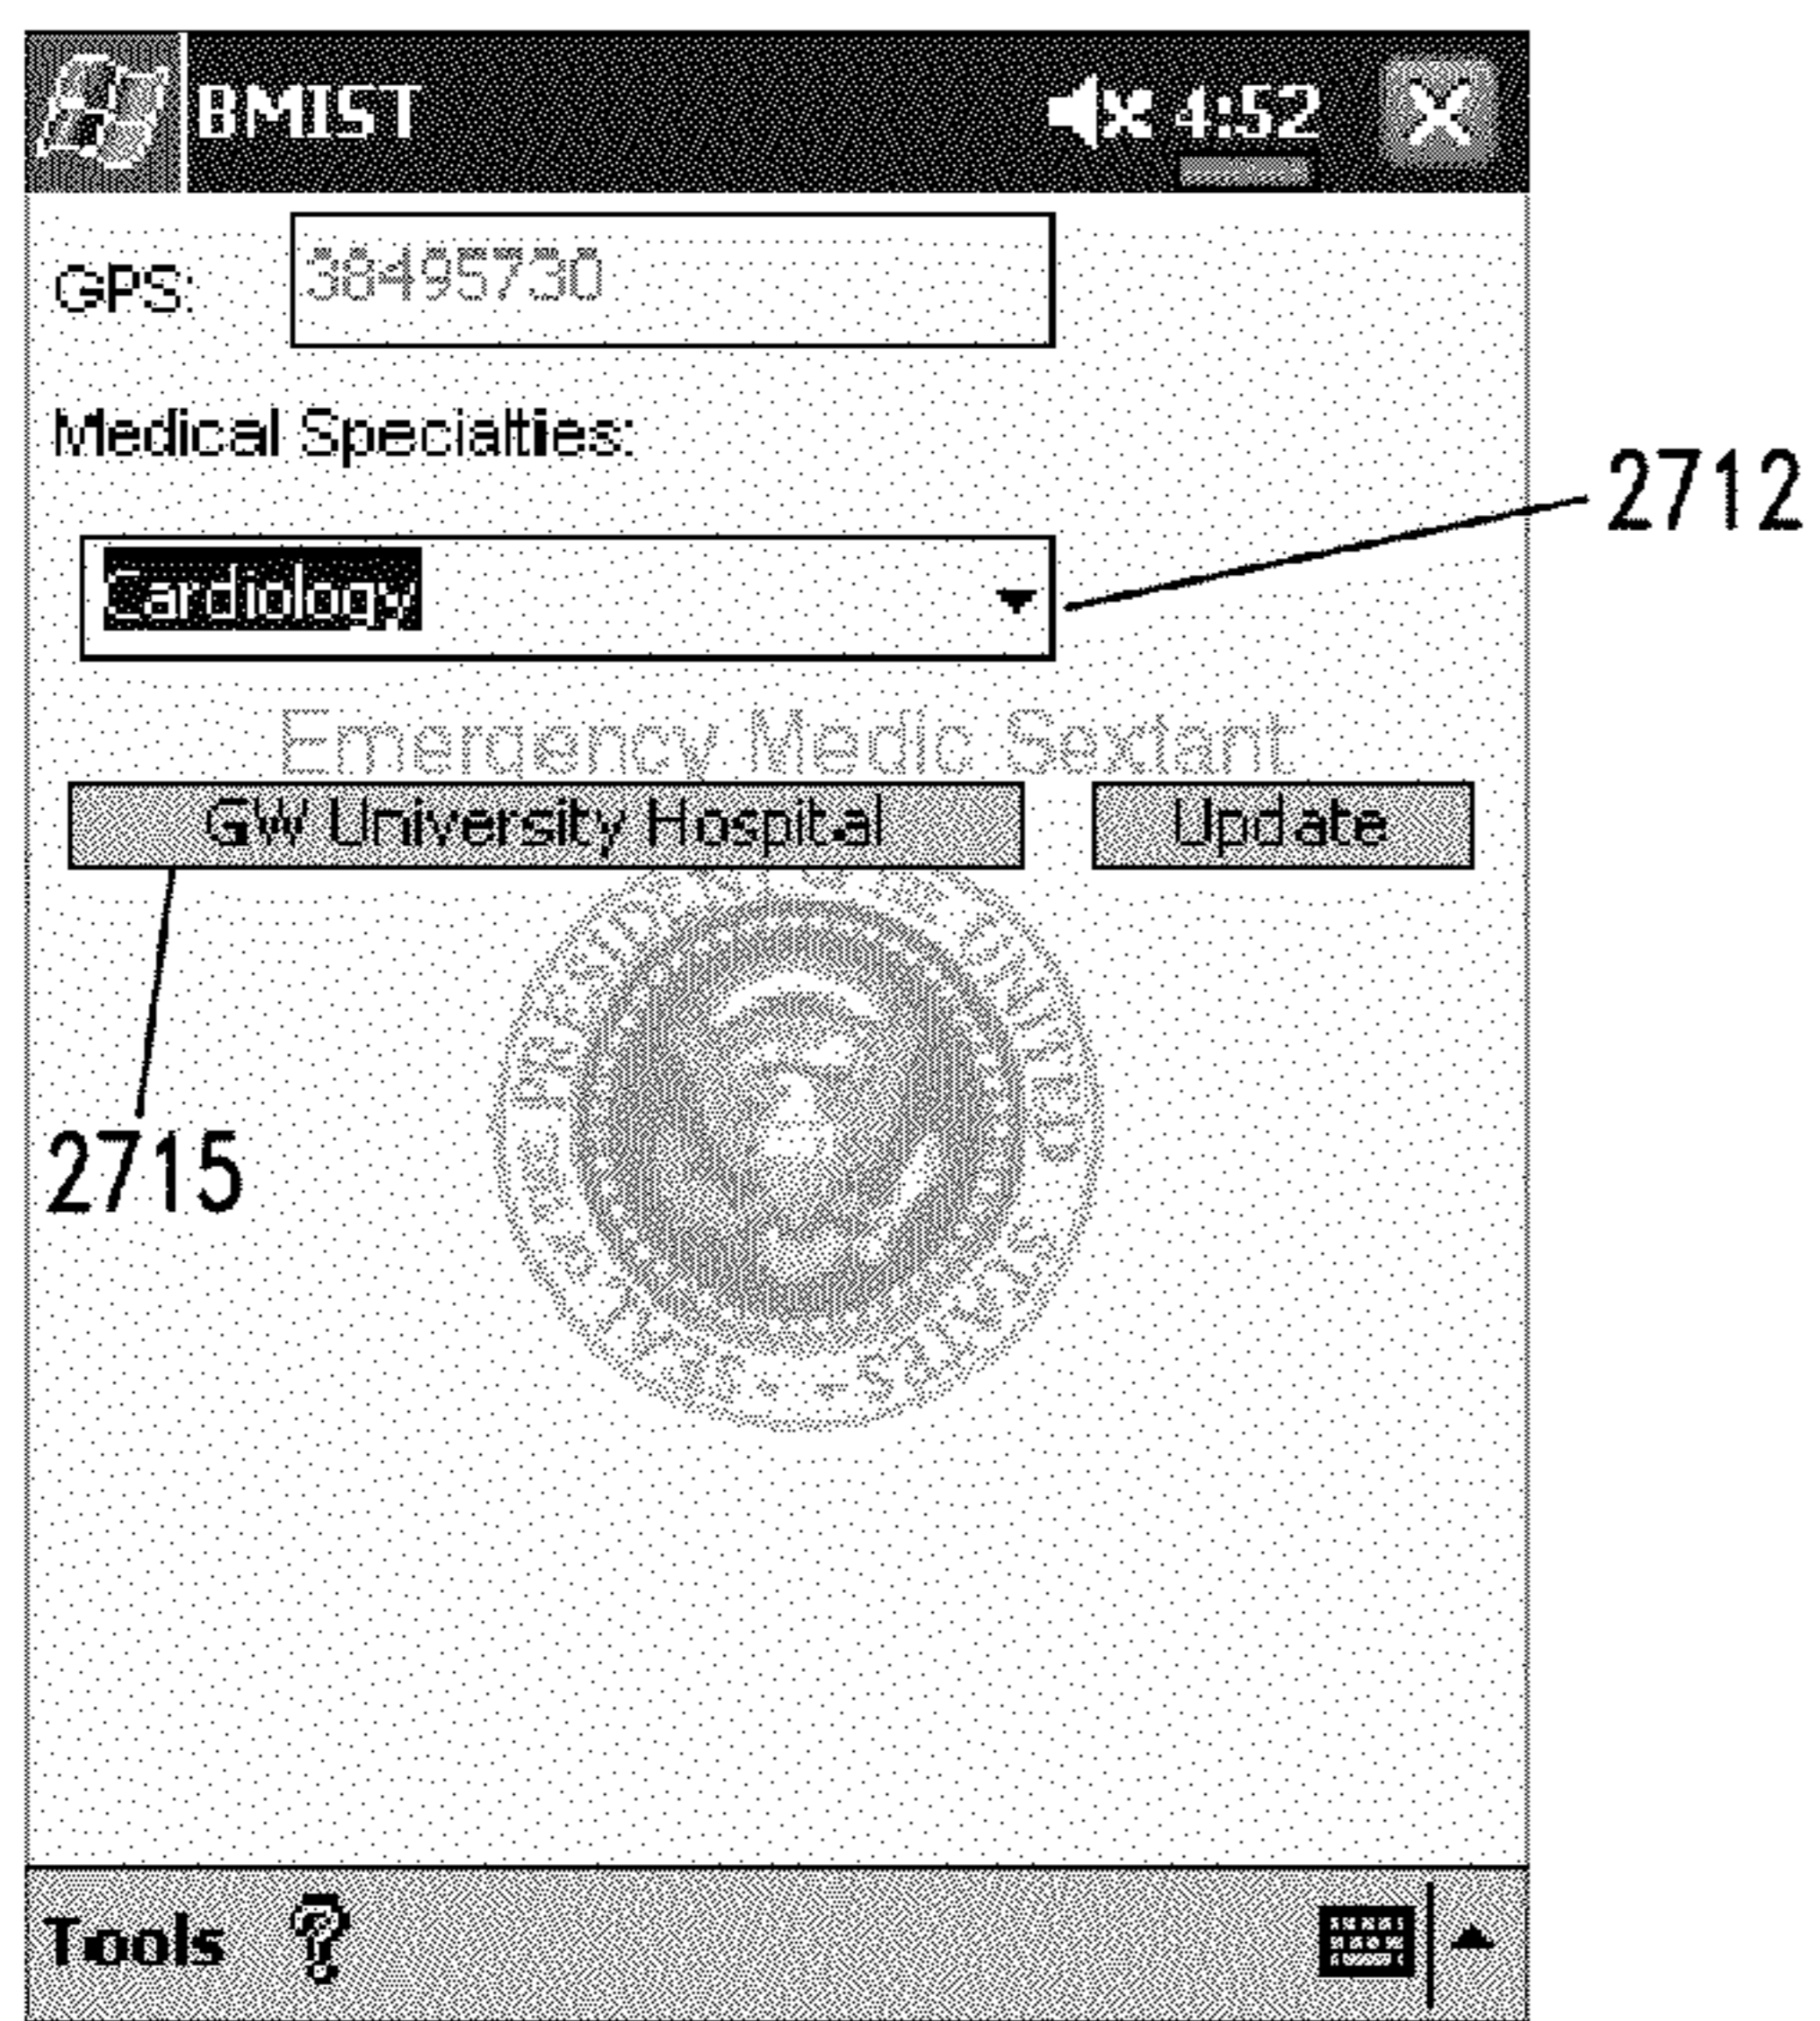 BMIST 4:52
GPS: 38495730
Medical Specialties:
2712
Cardiology
Emergency Medic Sextant
GW University Hospital Update
2715
Tools ?